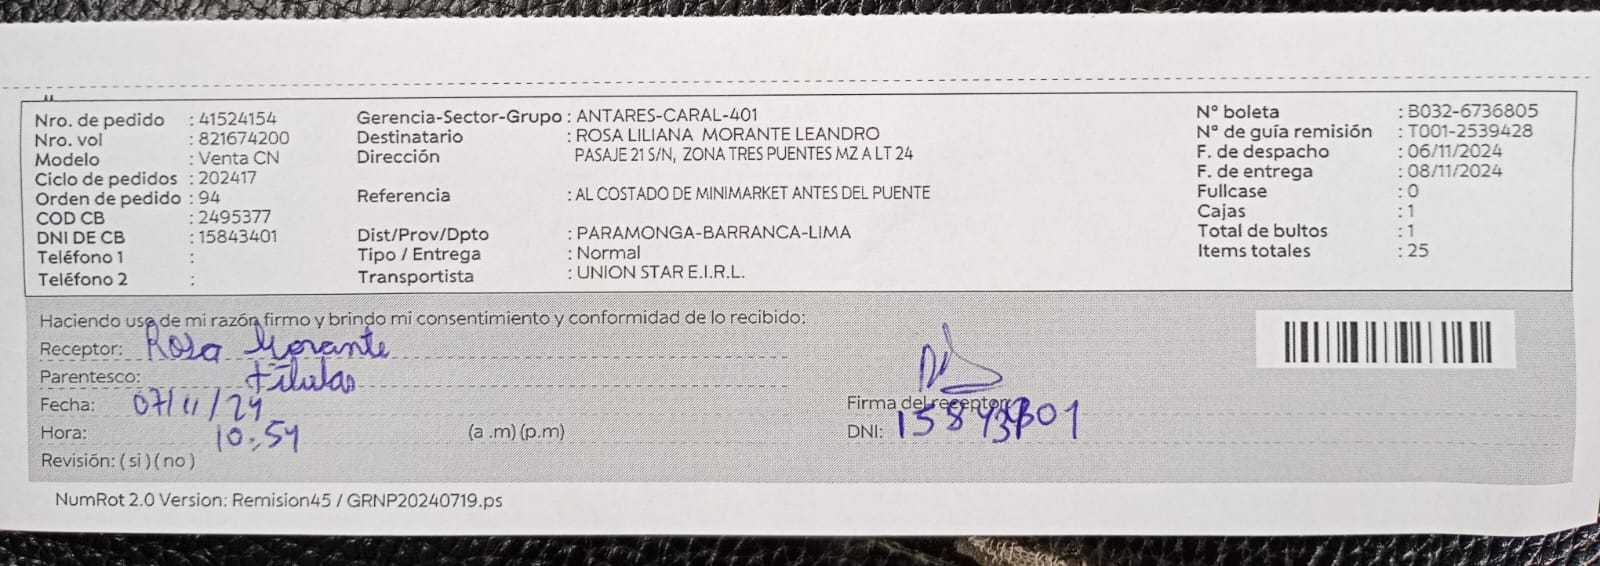 Nro. de pedido : 41524154
Nro. vol : 821674200
Modelo : Venta CN
Ciclo de pedidos : 202417
Orden de pedido : 94
COD CB : 2495377
DNI DE CB : 15843401
Teléfono 1 :
Teléfono 2 :
Gerencia-Sector-Grupo : ANTARES-CARAL-401
Destinatario : ROSA LILIANA MORANTE LEANDRO
Dirección PASAJE 21 S/N, ZONA TRES PUENTES MZ A LT 24
Referencia : AL COSTADO DE MINIMARKET ANTES DEL PUENTE
Dist/Prov/Dpto : PARAMONGA-BARRANCA-LIMA
Tipo / Entrega : Normal
Transportista : UNION STAR E.I.R.L.
N° boleta : B032-6736805
N° de guía remisión : T001-2539428
F. de despacho : 06/11/2024
F. de entrega : 08/11/2024
Fullcase : 0
Cajas : 1
Total de bultos : 1
Items totales : 25
Haciendo uso de mi razón firmo y brindo mi consentimiento y conformidad de lo recibido:
Receptor: Rosa Morante
Parentesco: titular
Fecha: 07/11/24
Hora: 10:54 (a .m) (p.m)
Revisión: ( si ) ( no )
Firma del receptor:
DNI:
NumRot 2.0 Version: Remision45 / GRNP20240719.ps